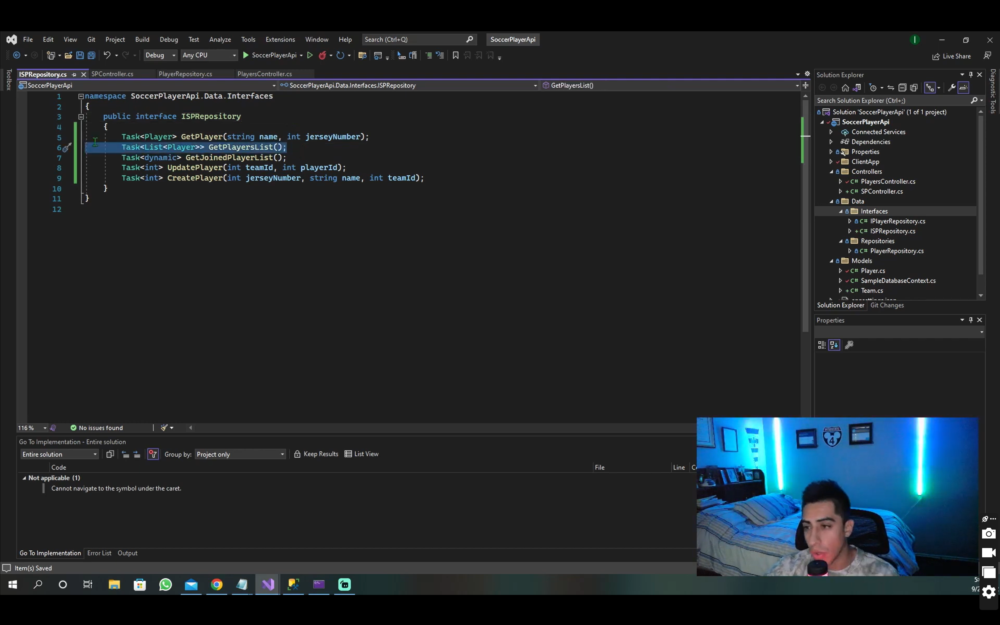 File Edit View Git Project Build Debug Test Analyze Tools Extensions Window Help Search (Ctrl+Q) SoccerPlayerApi
Debug Any CPU SoccerPlayerApi Live Share
Toolbox
ISPRepository.cs SPController.cs PlayerRepository.cs PlayersController.cs
SoccerPlayerApi SoccerPlayerApi.Data.Interfaces.ISPRepository GetPlayersList()
1 namespace SoccerPlayerApi.Data.Interfaces
2 {
3 public interface ISPRepository
4 {
5 Task<Player> GetPlayer(string name, int jerseyNumber);
6 Task<List<Player>> GetPlayersList();
7 Task<dynamic> GetJoinedPlayerList();
8 Task<int> UpdatePlayer(int teamId, int playerId);
9 Task<int> CreatePlayer(int jerseyNumber, string name, int teamId);
10 }
11 }
12
116 % No issues found
Go To Implementation - Entire solution
Entire solution Group by: Project only Keep Results List View
Code File Line
Not applicable (1)
Cannot navigate to the symbol under the caret.
Go To Implementation Error List Output
Item(s) Saved
Solution Explorer
Search Solution Explorer (Ctrl+;)
Solution 'SoccerPlayerApi' (1 of 1 project)
SoccerPlayerApi
Connected Services
Dependencies
Properties
ClientApp
Controllers
C# PlayersController.cs
C# SPController.cs
Data
Interfaces
C# IPlayerRepository.cs
C# ISPRepository.cs
Repositories
C# PlayerRepository.cs
Models
C# Player.cs
C# SampleDatabaseContext.cs
C# Team.cs
Solution Explorer Git Changes
Properties
Diagnostic Tools
INTERSTATE
4